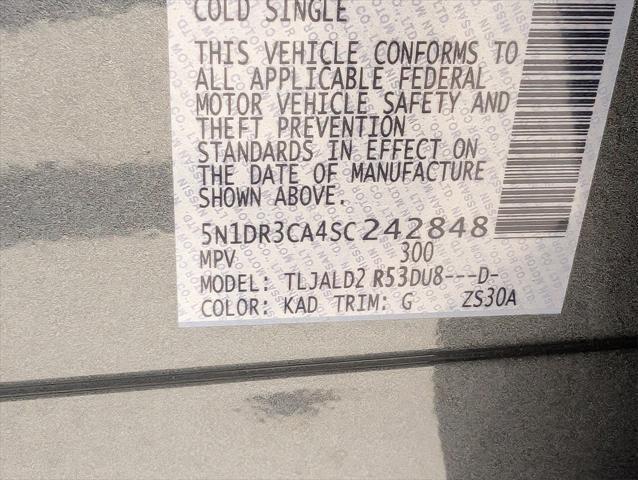 COLD SINGLE
THIS VEHICLE CONFORMS TO
ALL APPLICABLE FEDERAL
MOTOR VEHICLE SAFETY AND
THEFT PREVENTION
STANDARDS IN EFFECT ON
THE DATE OF MANUFACTURE
SHOWN ABOVE.
5N1DR3CA4SC242848
MPV 300
MODEL: TLJALD2 R53DU8---D-
COLOR: KAD TRIM: G ZS30A